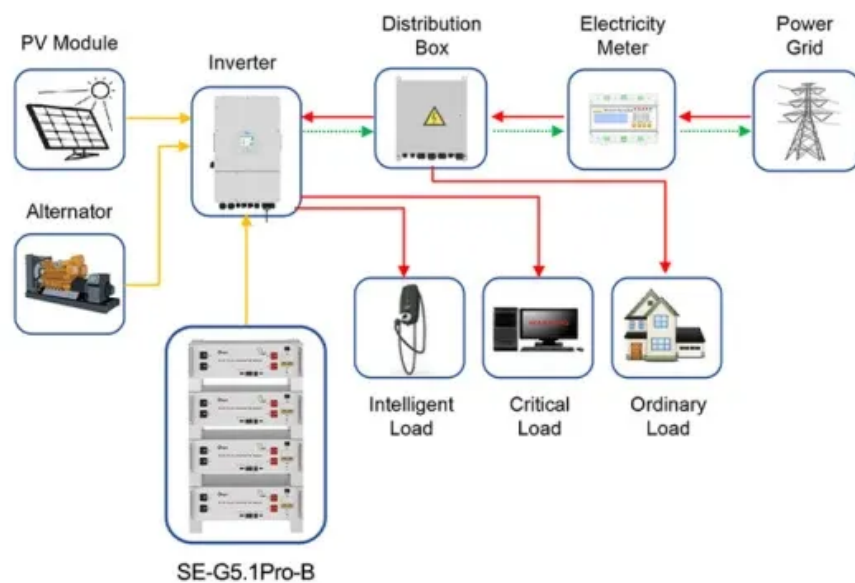 PV Module
Inverter
Distribution
Box
Electricity
Meter
Power
Grid
Alternator
Intelligent
Load
Critical
Load
Ordinary
Load
SE-G5.1Pro-B